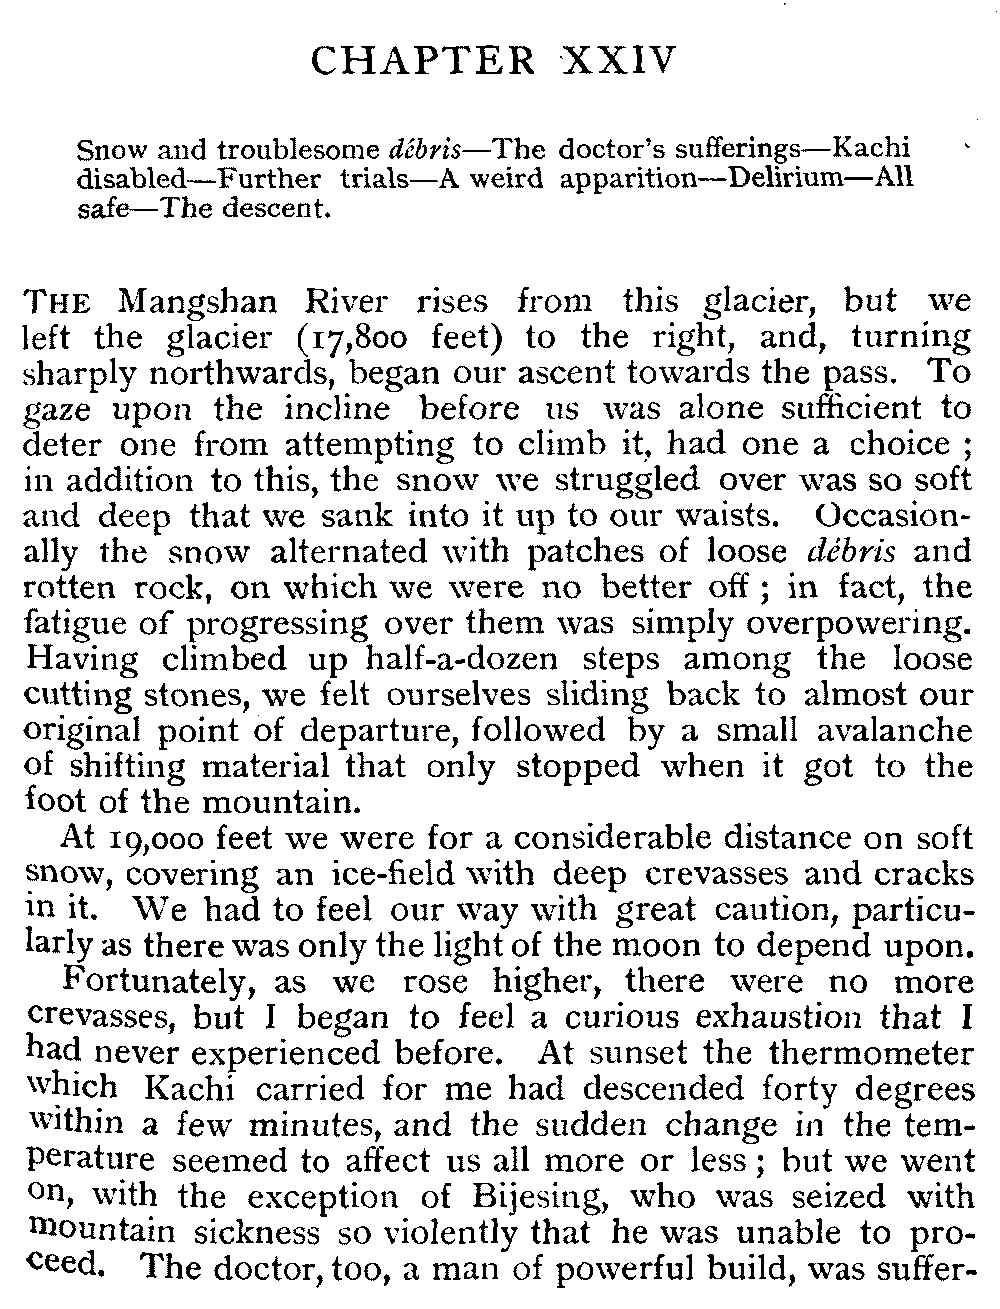 CHAPTER XXIV
Snow and troublesome débris—The doctor's sufferings—Kachi
disabled—Further trials—A weird apparition—Delirium—All
safe—The descent.
THE Mangshan River rises from this glacier, but we
left the glacier (17,800 feet) to the right, and, turning
sharply northwards, began our ascent towards the pass. To
gaze upon the incline before us was alone sufficient to
deter one from attempting to climb it, had one a choice ;
in addition to this, the snow we struggled over was so soft
and deep that we sank into it up to our waists. Occasion-
ally the snow alternated with patches of loose débris and
rotten rock, on which we were no better off ; in fact, the
fatigue of progressing over them was simply overpowering.
Having climbed up half-a-dozen steps among the loose
cutting stones, we felt ourselves sliding back to almost our
original point of departure, followed by a small avalanche
of shifting material that only stopped when it got to the
foot of the mountain.
At 19,000 feet we were for a considerable distance on soft
snow, covering an ice-field with deep crevasses and cracks
in it. We had to feel our way with great caution, particu-
larly as there was only the light of the moon to depend upon.
Fortunately, as we rose higher, there were no more
crevasses, but I began to feel a curious exhaustion that I
had never experienced before. At sunset the thermometer
which Kachi carried for me had descended forty degrees
within a few minutes, and the sudden change in the tem-
perature seemed to affect us all more or less ; but we went
on, with the exception of Bijesing, who was seized with
mountain sickness so violently that he was unable to pro-
ceed. The doctor, too, a man of powerful build, was suffer-